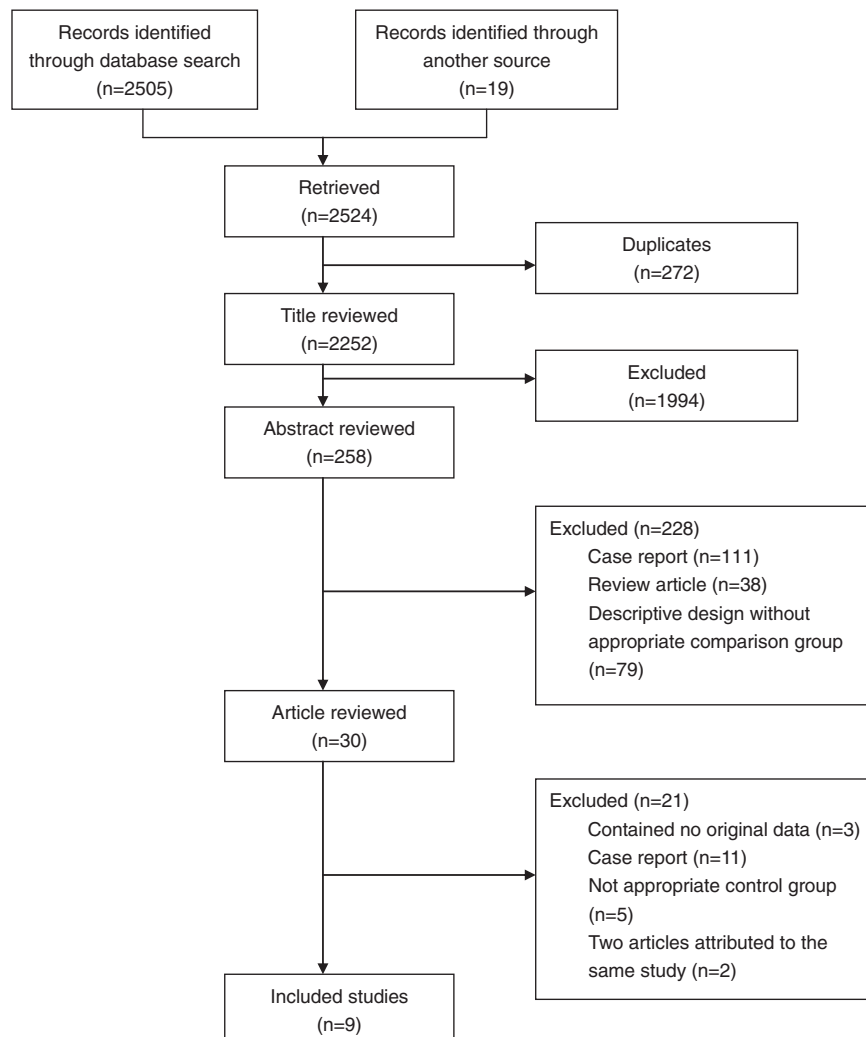 Records identified
through database search
(n=2505)
Records identified through
another source
(n=19)
Retrieved
(n=2524)
Duplicates
(n=272)
Title reviewed
(n=2252)
Excluded
(n=1994)
Abstract reviewed
(n=258)
Excluded (n=228)
Case report (n=111)
Review article (n=38)
Descriptive design without
appropriate comparison group
(n=79)
Article reviewed
(n=30)
Excluded (n=21)
Contained no original data (n=3)
Case report (n=11)
Not appropriate control group
(n=5)
Two articles attributed to the
same study (n=2)
Included studies
(n=9)